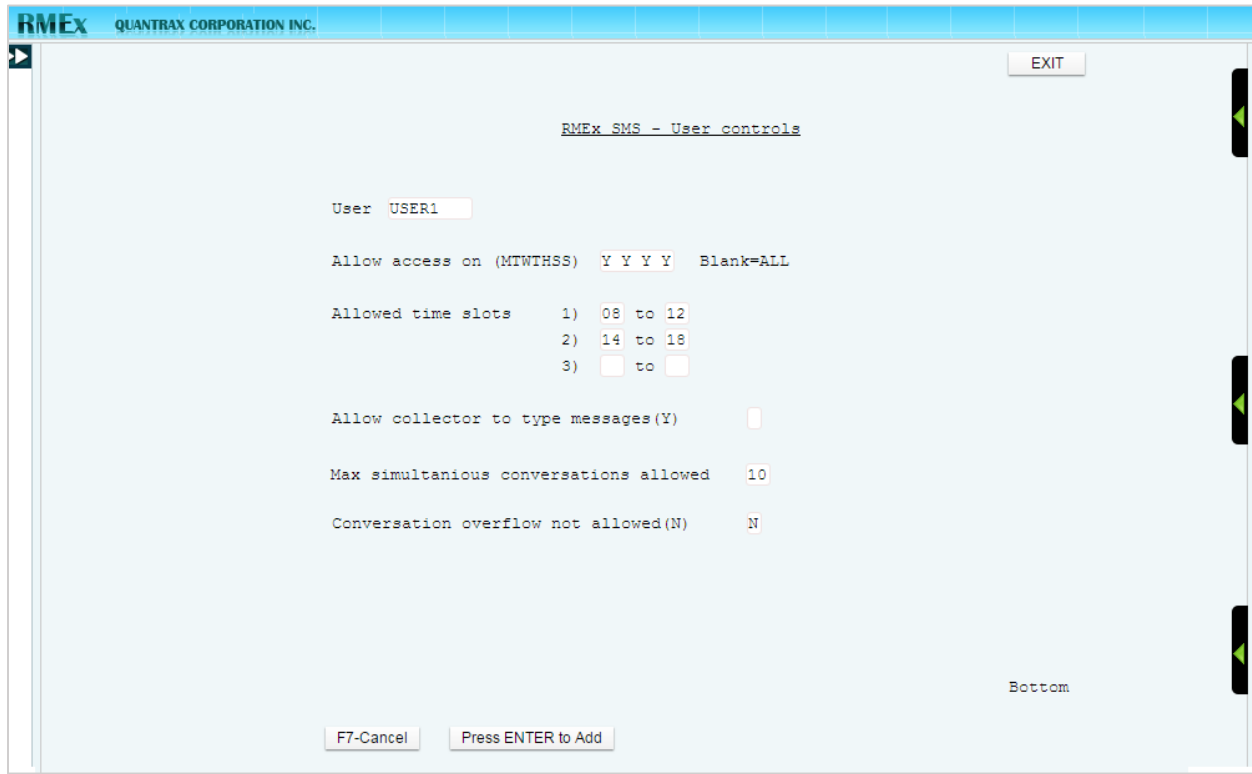 RMEx QUANTRAX CORPORATION INC.
EXIT
RMEx SMS - User controls
User USER1
Allow access on (MTWTHSS) Y Y Y Y Blank=ALL
Allowed time slots 1) 08 to 12
2) 14 to 18
3) to
Allow collector to type messages(Y)
Max simultanious conversations allowed 10
Conversation overflow not allowed(N) N
Bottom
F7-Cancel Press ENTER to Add